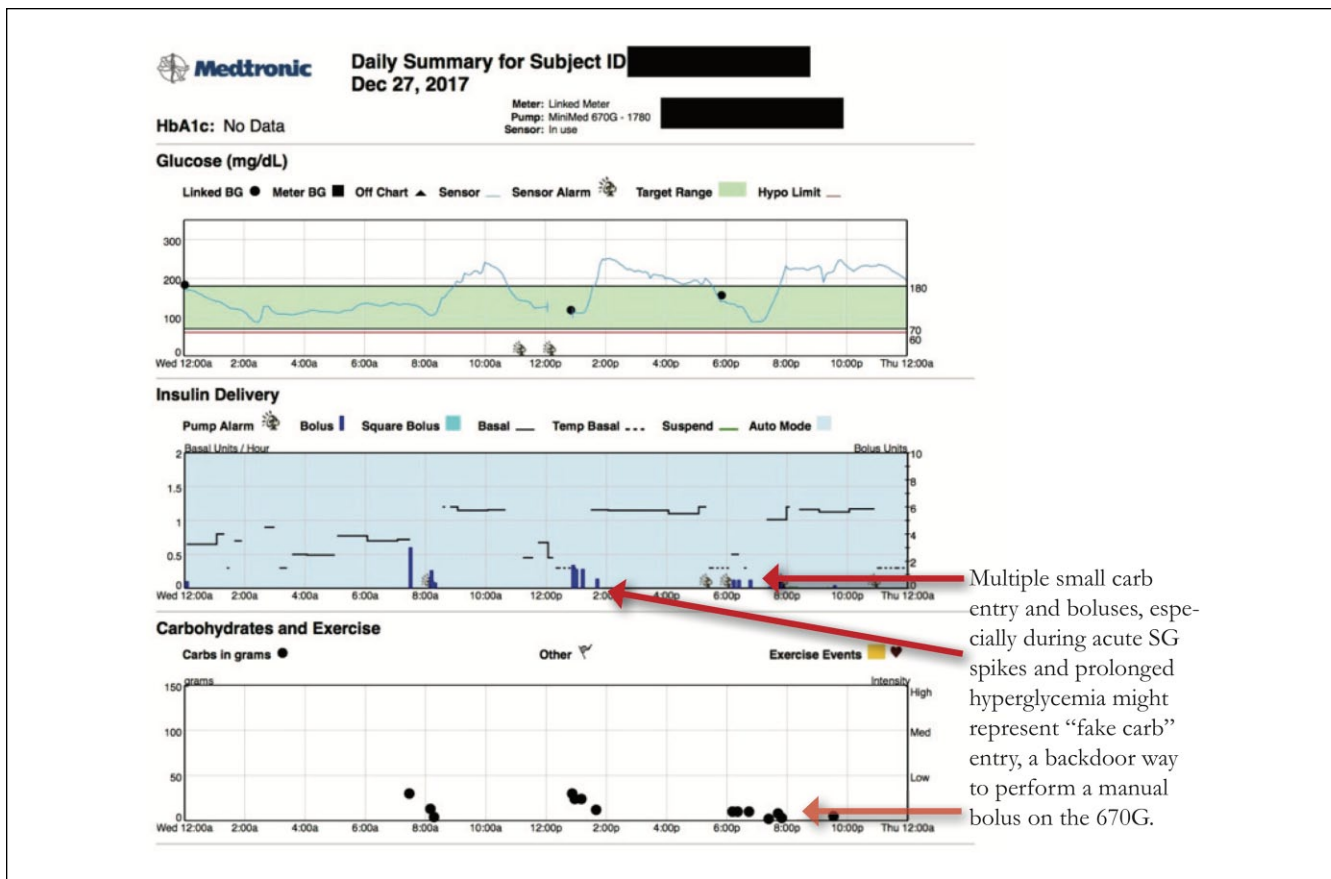 Medtronic
Daily Summary for Subject ID
Dec 27, 2017
Meter: Linked Meter
Pump: MiniMed 670G - 1780
Sensor: In use
HbA1c: No Data
Glucose (mg/dL)
Linked BG Meter BG Off Chart Sensor Sensor Alarm Target Range Hypo Limit
300
200
180
100
70
60
0
Wed 12:00a 2:00a 4:00a 6:00a 8:00a 10:00a 12:00p 2:00p 4:00p 6:00p 8:00p 10:00p Thu 12:00a
Insulin Delivery
Pump Alarm Bolus Square Bolus Basal Temp Basal Suspend Auto Mode
Basal Units / Hour Bolus Units
2 10
1.5 8
1 6
4
0.5 2
0 0
Wed 12:00a 2:00a 4:00a 6:00a 8:00a 10:00a 12:00p 2:00p 4:00p 6:00p 8:00p 10:00p Thu 12:00a
Carbohydrates and Exercise
Carbs in grams Other Exercise Events
grams Intensity
150 High
100 Med
50 Low
0
Wed 12:00a 2:00a 4:00a 6:00a 8:00a 10:00a 12:00p 2:00p 4:00p 6:00p 8:00p 10:00p Thu 12:00a
Multiple small carb
entry and boluses, espe-
cially during acute SG
spikes and prolonged
hyperglycemia might
represent “fake carb”
entry, a backdoor way
to perform a manual
bolus on the 670G.